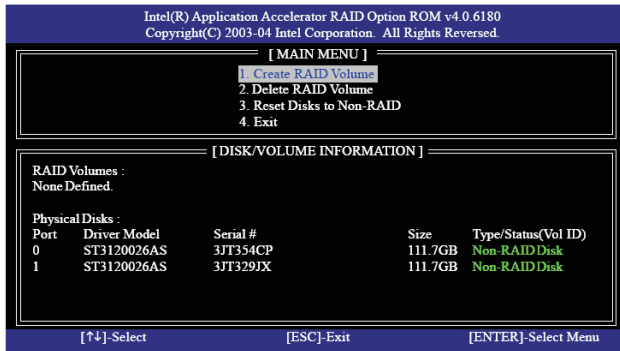 Intel(R) Application Accelerator RAID Option ROM v4.0.6180
Copyright(C) 2003-04 Intel Corporation. All Rights Reversed.
[ MAIN MENU ]
1. Create RAID Volume
2. Delete RAID Volume
3. Reset Disks to Non-RAID
4. Exit
[ DISK/VOLUME INFORMATION ]
RAID Volumes :
None Defined.
Physical Disks :
Port Driver Model Serial # Size Type/Status(Vol ID)
0 ST3120026AS 3JT354CP 111.7GB Non-RAID Disk
1 ST3120026AS 3JT329JX 111.7GB Non-RAID Disk
[↑↓]-Select [ESC]-Exit [ENTER]-Select Menu